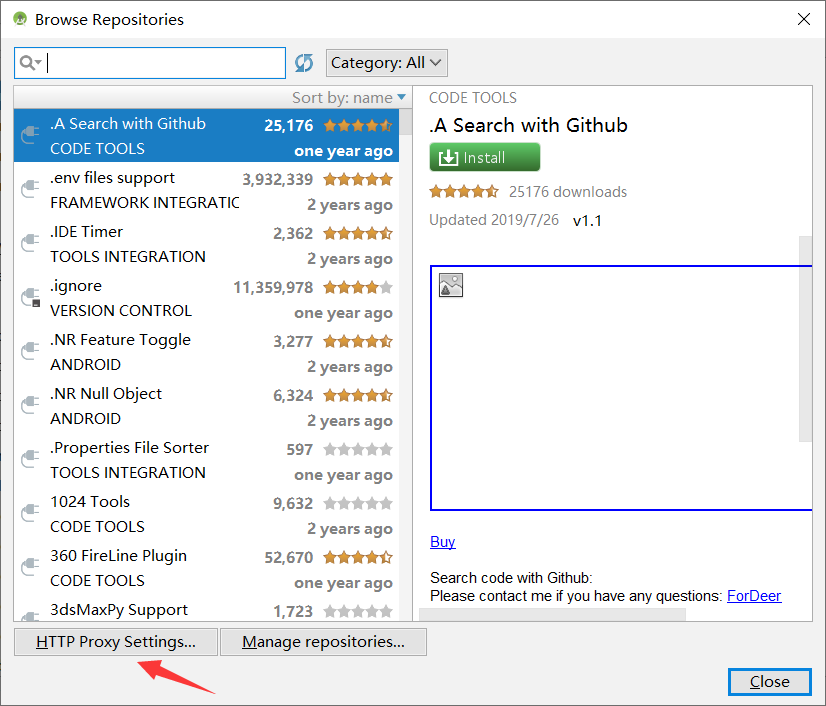 Browse Repositories
Category: All
Sort by: name
.A Search with Github 25,176
CODE TOOLS one year ago
.env files support 3,932,339
FRAMEWORK INTEGRATIC 2 years ago
.IDE Timer 2,362
TOOLS INTEGRATION 2 years ago
.ignore 11,359,978
VERSION CONTROL one year ago
.NR Feature Toggle 3,277
ANDROID 2 years ago
.NR Null Object 6,324
ANDROID 2 years ago
.Properties File Sorter 597
TOOLS INTEGRATION one year ago
1024 Tools 9,632
CODE TOOLS 2 years ago
360 FireLine Plugin 52,670
CODE TOOLS one year ago
3dsMaxPy Support 1,723
CODE TOOLS
.A Search with Github
Install
25176 downloads
Updated 2019/7/26 v1.1
Buy
Search code with Github:
Please contact me if you have any questions: ForDeer
HTTP Proxy Settings... Manage repositories...
Close